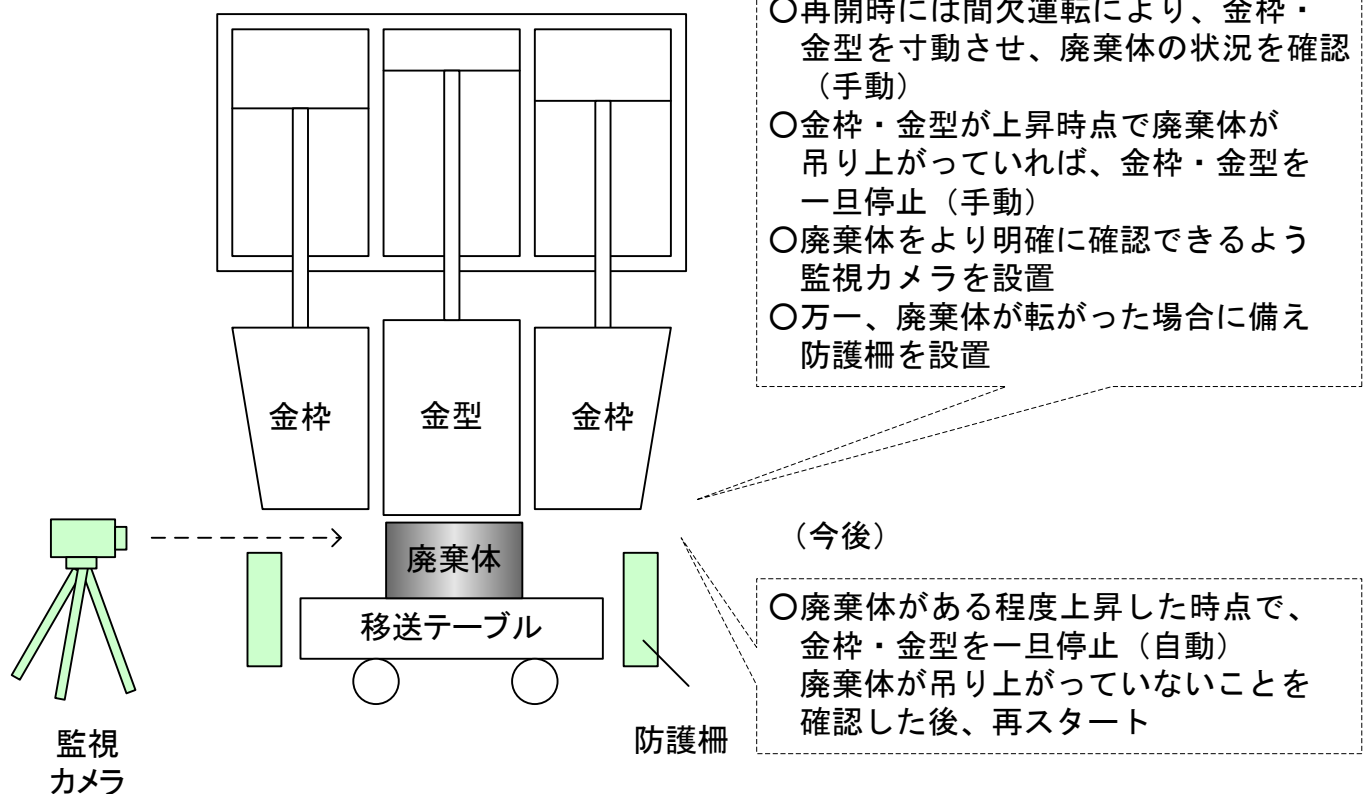 〇再開時には間欠運転により、金枠・
金型を寸動させ、廃棄体の状況を確認
（手動）
〇金枠・金型が上昇時点で廃棄体が
吊り上がっていれば、金枠・金型を
一旦停止（手動）
〇廃棄体をより明確に確認できるよう
監視カメラを設置
〇万一、廃棄体が転がった場合に備え
防護柵を設置
金枠
金型
金枠
（今後）
廃棄体
移送テーブル
〇廃棄体がある程度上昇した時点で、
金枠・金型を一旦停止（自動）
廃棄体が吊り上がっていないことを
確認した後、再スタート
防護柵
監視
カメラ